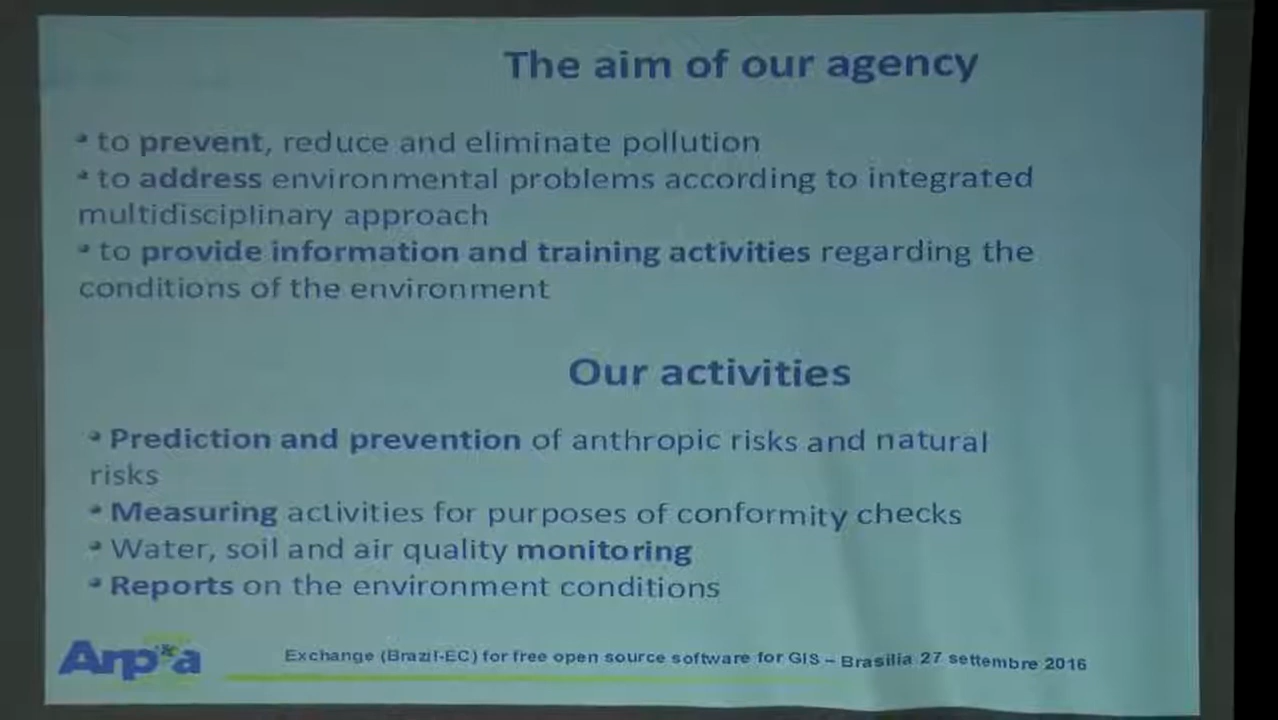 The aim of our agency
• to prevent, reduce and eliminate pollution
• to address environmental problems according to integrated
multidisciplinary approach
• to provide information and training activities regarding the
conditions of the environment
Our activities
• Prediction and prevention of anthropic risks and natural
risks
• Measuring activities for purposes of conformity checks
• Water, soil and air quality monitoring
• Reports on the environment conditions
Arpa
Exchange (Brazil-EC) for free open source software for GIS – Brasilia 27 settembre 2016